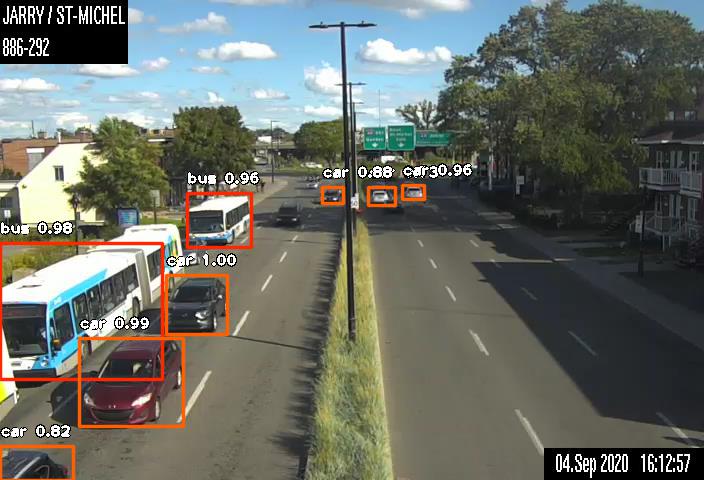 JARRY / ST-MICHEL
886-292
bus 0.96
car 0.88
0.96
bus 0.98
car 1.00
car 0.99
car 0.82
04.Sep 2020 16:12:57